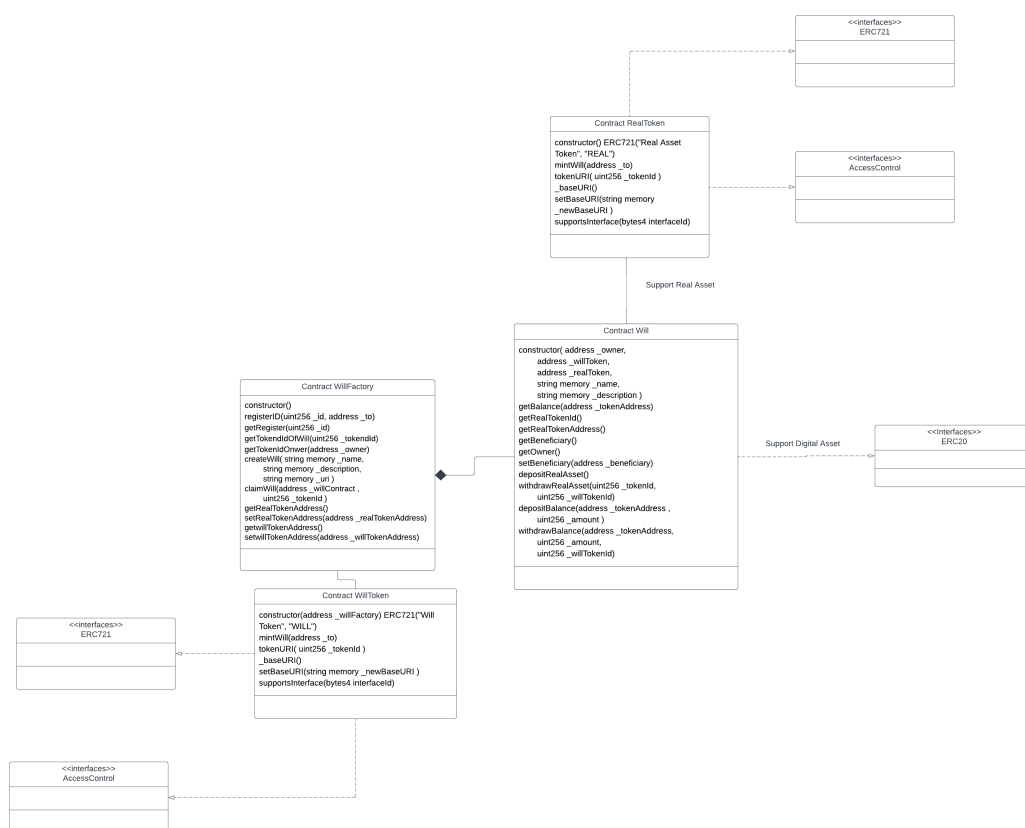 <<interfaces>>
ERC721
Contract RealToken
constructor() ERC721("Real Asset
Token", "REAL")
mintWill(address _to)
tokenURI( uint256 _tokenId )
_baseURI()
setBaseURI(string memory
_newBaseURI )
supportsInterface(bytes4 interfaceId)
<<interfaces>>
AccessControl
Support Real Asset
Contract Will
constructor( address _owner,
address _willToken,
address _realToken,
string memory _name,
string memory _description )
getBalance(address _tokenAddress)
getRealTokenId()
getRealTokenAddress()
getBeneficiary()
getOwner()
setBeneficiary(address _beneficiary)
depositRealAsset()
withdrawRealAsset(uint256 _tokenId,
uint256 _willTokenId)
depositBalance(address _tokenAddress ,
uint256 _amount )
withdrawBalance(address _tokenAddress,
uint256 _amount,
uint256 _willTokenId)
Support Digital Asset
<<Interfaces>>
ERC20
Contract WillFactory
constructor()
registerID(uint256 _id, address _to)
getRegister(uint256 _id)
getTokendIdOfWill(uint256 _tokendId)
getTokenIdOnwer(address _owner)
createWill( string memory _name,
string memory _description,
string memory _uri )
claimWill(address _willContract ,
uint256 _tokenId )
getRealTokenAddress()
setRealTokenAddress(address _realTokenAddress)
getwillTokenAddress()
setwillTokenAddress(address _willTokenAddress)
Contract WillToken
constructor(address _willFactory) ERC721("Will
Token", "WILL")
mintWill(address _to)
tokenURI( uint256 _tokenId )
_baseURI()
setBaseURI(string memory _newBaseURI )
supportsInterface(bytes4 interfaceId)
<<interfaces>>
ERC721
<<interfaces>>
AccessControl